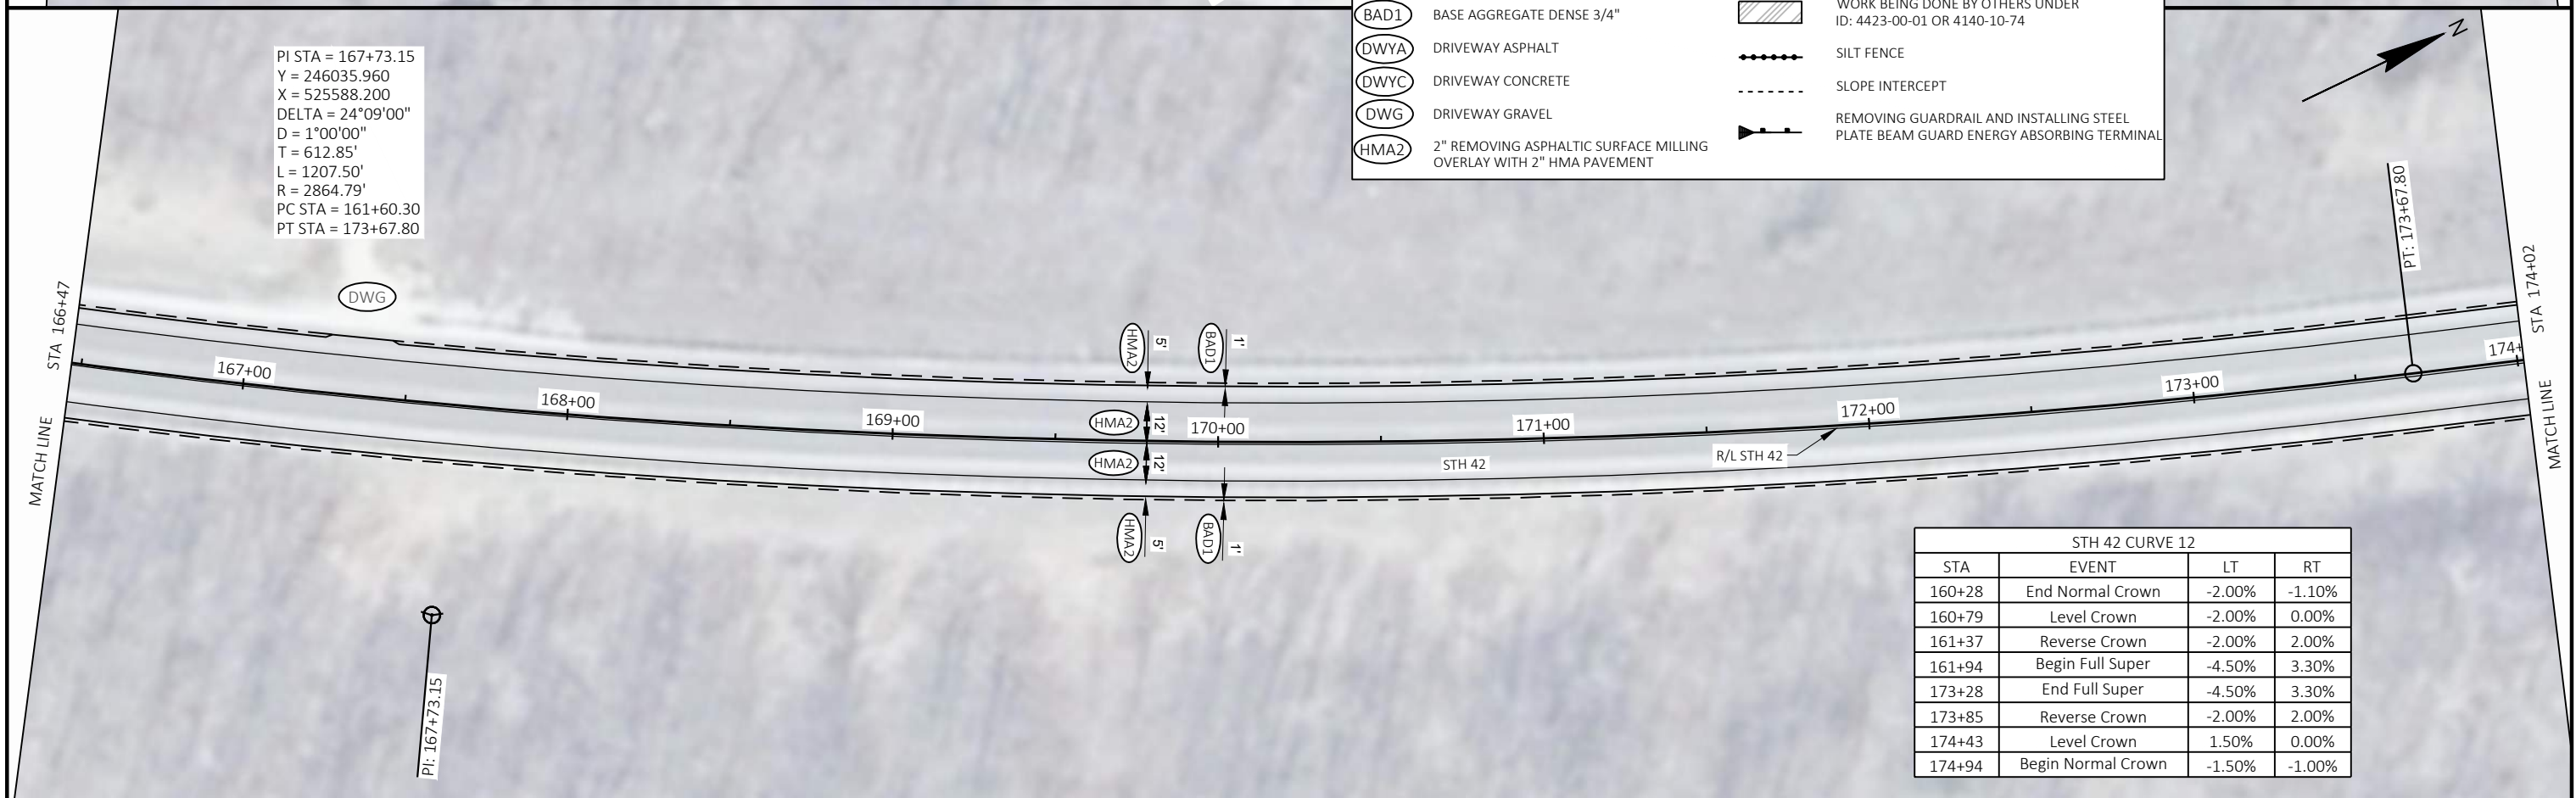 BAD1 BASE AGGREGATE DENSE 3/4"
DWYA DRIVEWAY ASPHALT
DWYC DRIVEWAY CONCRETE
DWG DRIVEWAY GRAVEL
HMA2 2" REMOVING ASPHALTIC SURFACE MILLING
OVERLAY WITH 2" HMA PAVEMENT
WORK BEING DONE BY OTHERS UNDER
ID: 4423-00-01 OR 4140-10-74
SILT FENCE
SLOPE INTERCEPT
REMOVING GUARDRAIL AND INSTALLING STEEL
PLATE BEAM GUARD ENERGY ABSORBING TERMINAL
N
PI STA = 167+73.15
Y = 246035.960
X = 525588.200
DELTA = 24°09'00"
D = 1°00'00"
T = 612.85'
L = 1207.50'
R = 2864.79'
PC STA = 161+60.30
PT STA = 173+67.80
MATCH LINE STA 166+47
DWG
167+00
168+00
169+00
170+00
171+00
172+00
173+00
174+
HMA2 5'
BAD1 1'
HMA2 12'
HMA2 12'
HMA2 5'
BAD1 1'
STH 42
R/L STH 42
PT: 173+67.80
MATCH LINE STA 174+02
PI: 167+73.15
STH 42 CURVE 12
STA EVENT LT RT
160+28 End Normal Crown -2.00% -1.10%
160+79 Level Crown -2.00% 0.00%
161+37 Reverse Crown -2.00% 2.00%
161+94 Begin Full Super -4.50% 3.30%
173+28 End Full Super -4.50% 3.30%
173+85 Reverse Crown -2.00% 2.00%
174+43 Level Crown 1.50% 0.00%
174+94 Begin Normal Crown -1.50% -1.00%